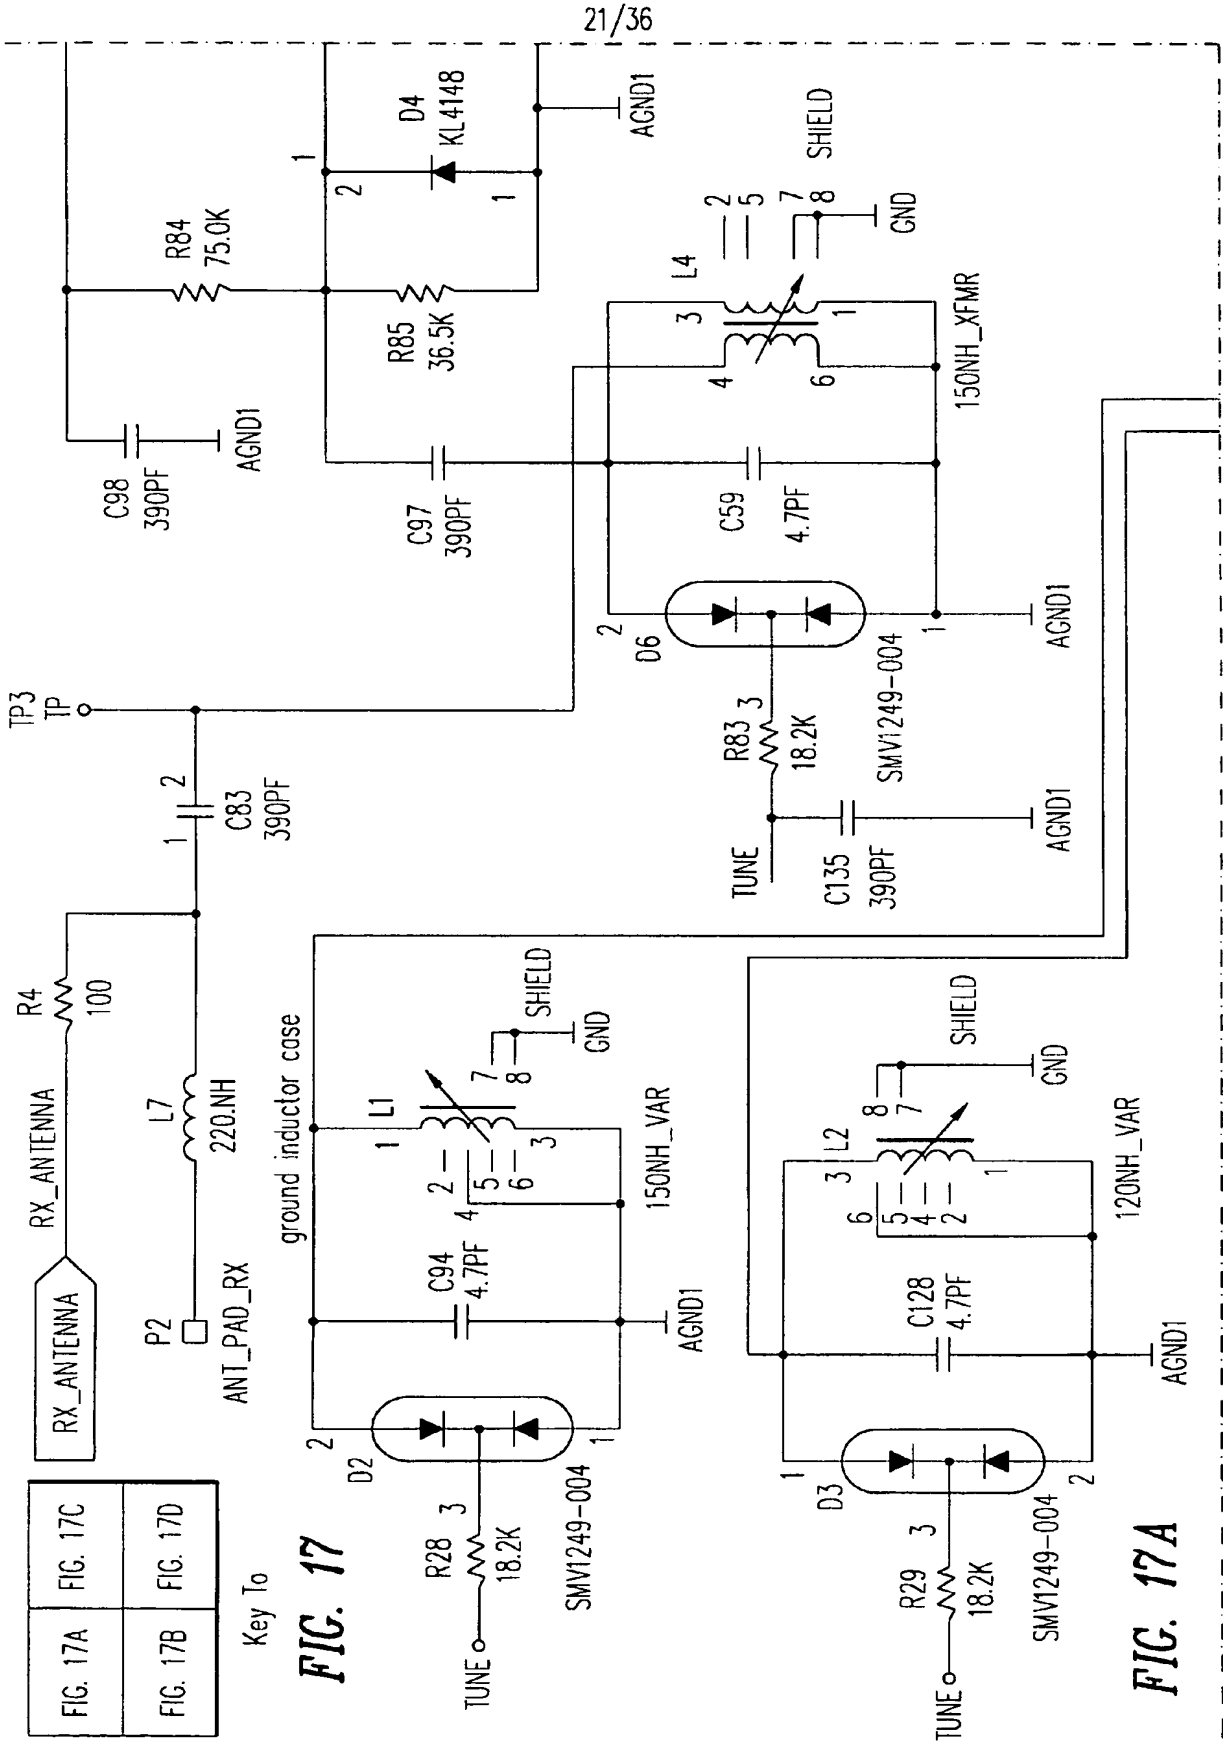 21/36
FIG. 17A
FIG. 17C
FIG. 17B
FIG. 17D
Key To
FIG. 17
RX_ANTENNA
RX_ANTENNA
R4
100
P2
ANT_PAD_RX
L7
220.NH
1
2
C83
390PF
TP3
TP
C98
390PF
AGND1
R84
75.0K
1
2
D4
KL4148
1
AGND1
R85
36.5K
C97
390PF
ground inductor case
TUNE
R28
18.2K
3
D2
2
1
SMV1249-004
C94
4.7PF
AGND1
L1
1
2
4
5
6
3
7
8
SHIELD
GND
150NH_VAR
TUNE
C135
390PF
AGND1
R83
18.2K
3
D6
2
1
SMV1249-004
AGND1
C59
4.7PF
L4
4
3
6
1
2
5
7
8
SHIELD
GND
150NH_XFMR
TUNE
R29
18.2K
3
D3
1
2
SMV1249-004
C128
4.7PF
AGND1
L2
3
6
5
4
2
1
8
7
SHIELD
GND
120NH_VAR
FIG. 17A